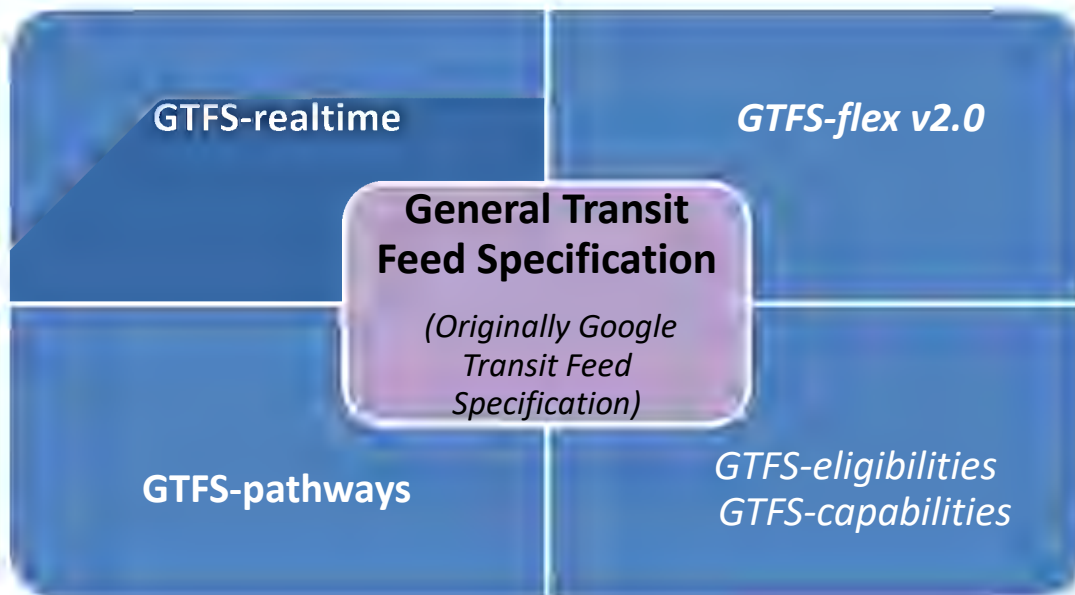 GTFS-realtime
GTFS-flex v2.0
General Transit
Feed Specification
(Originally Google
Transit Feed
Specification)
GTFS-pathways
GTFS-eligibilities
GTFS-capabilities